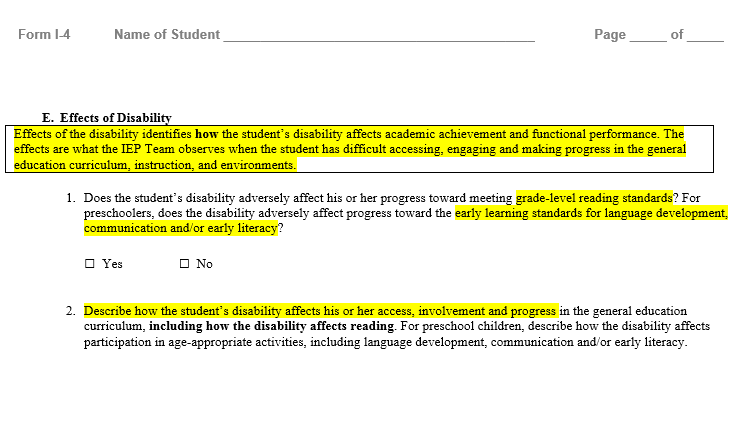 Form I-4 Name of Student ___________________________________________ Page _____ of _____
E. Effects of Disability
Effects of the disability identifies how the student’s disability affects academic achievement and functional performance. The
effects are what the IEP Team observes when the student has difficult accessing, engaging and making progress in the general
education curriculum, instruction, and environments.
1. Does the student’s disability adversely affect his or her progress toward meeting grade-level reading standards? For
preschoolers, does the disability adversely affect progress toward the early learning standards for language development,
communication and/or early literacy?
☐ Yes ☐ No
2. Describe how the student’s disability affects his or her access, involvement and progress in the general education
curriculum, including how the disability affects reading. For preschool children, describe how the disability affects
participation in age-appropriate activities, including language development, communication and/or early literacy.